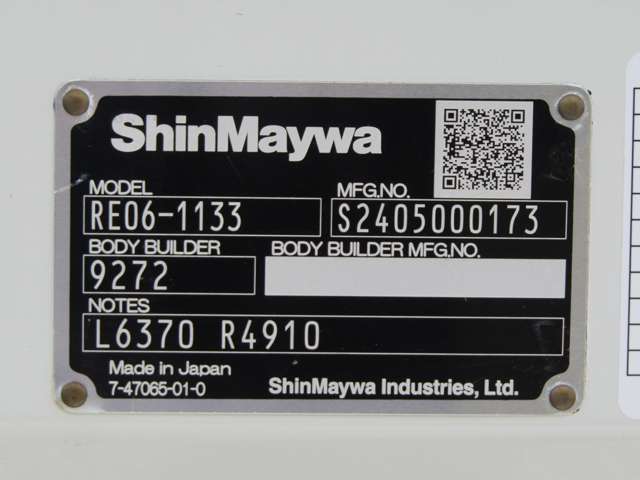 ShinMaywa
MODEL
MFG.NO.
RE06-1133
S2405000173
BODY BUILDER
BODY BUILDER MFG.NO.
9272
NOTES
L6370 R4910
Made in Japan
7-47065-01-0
ShinMaywa Industries, Ltd.